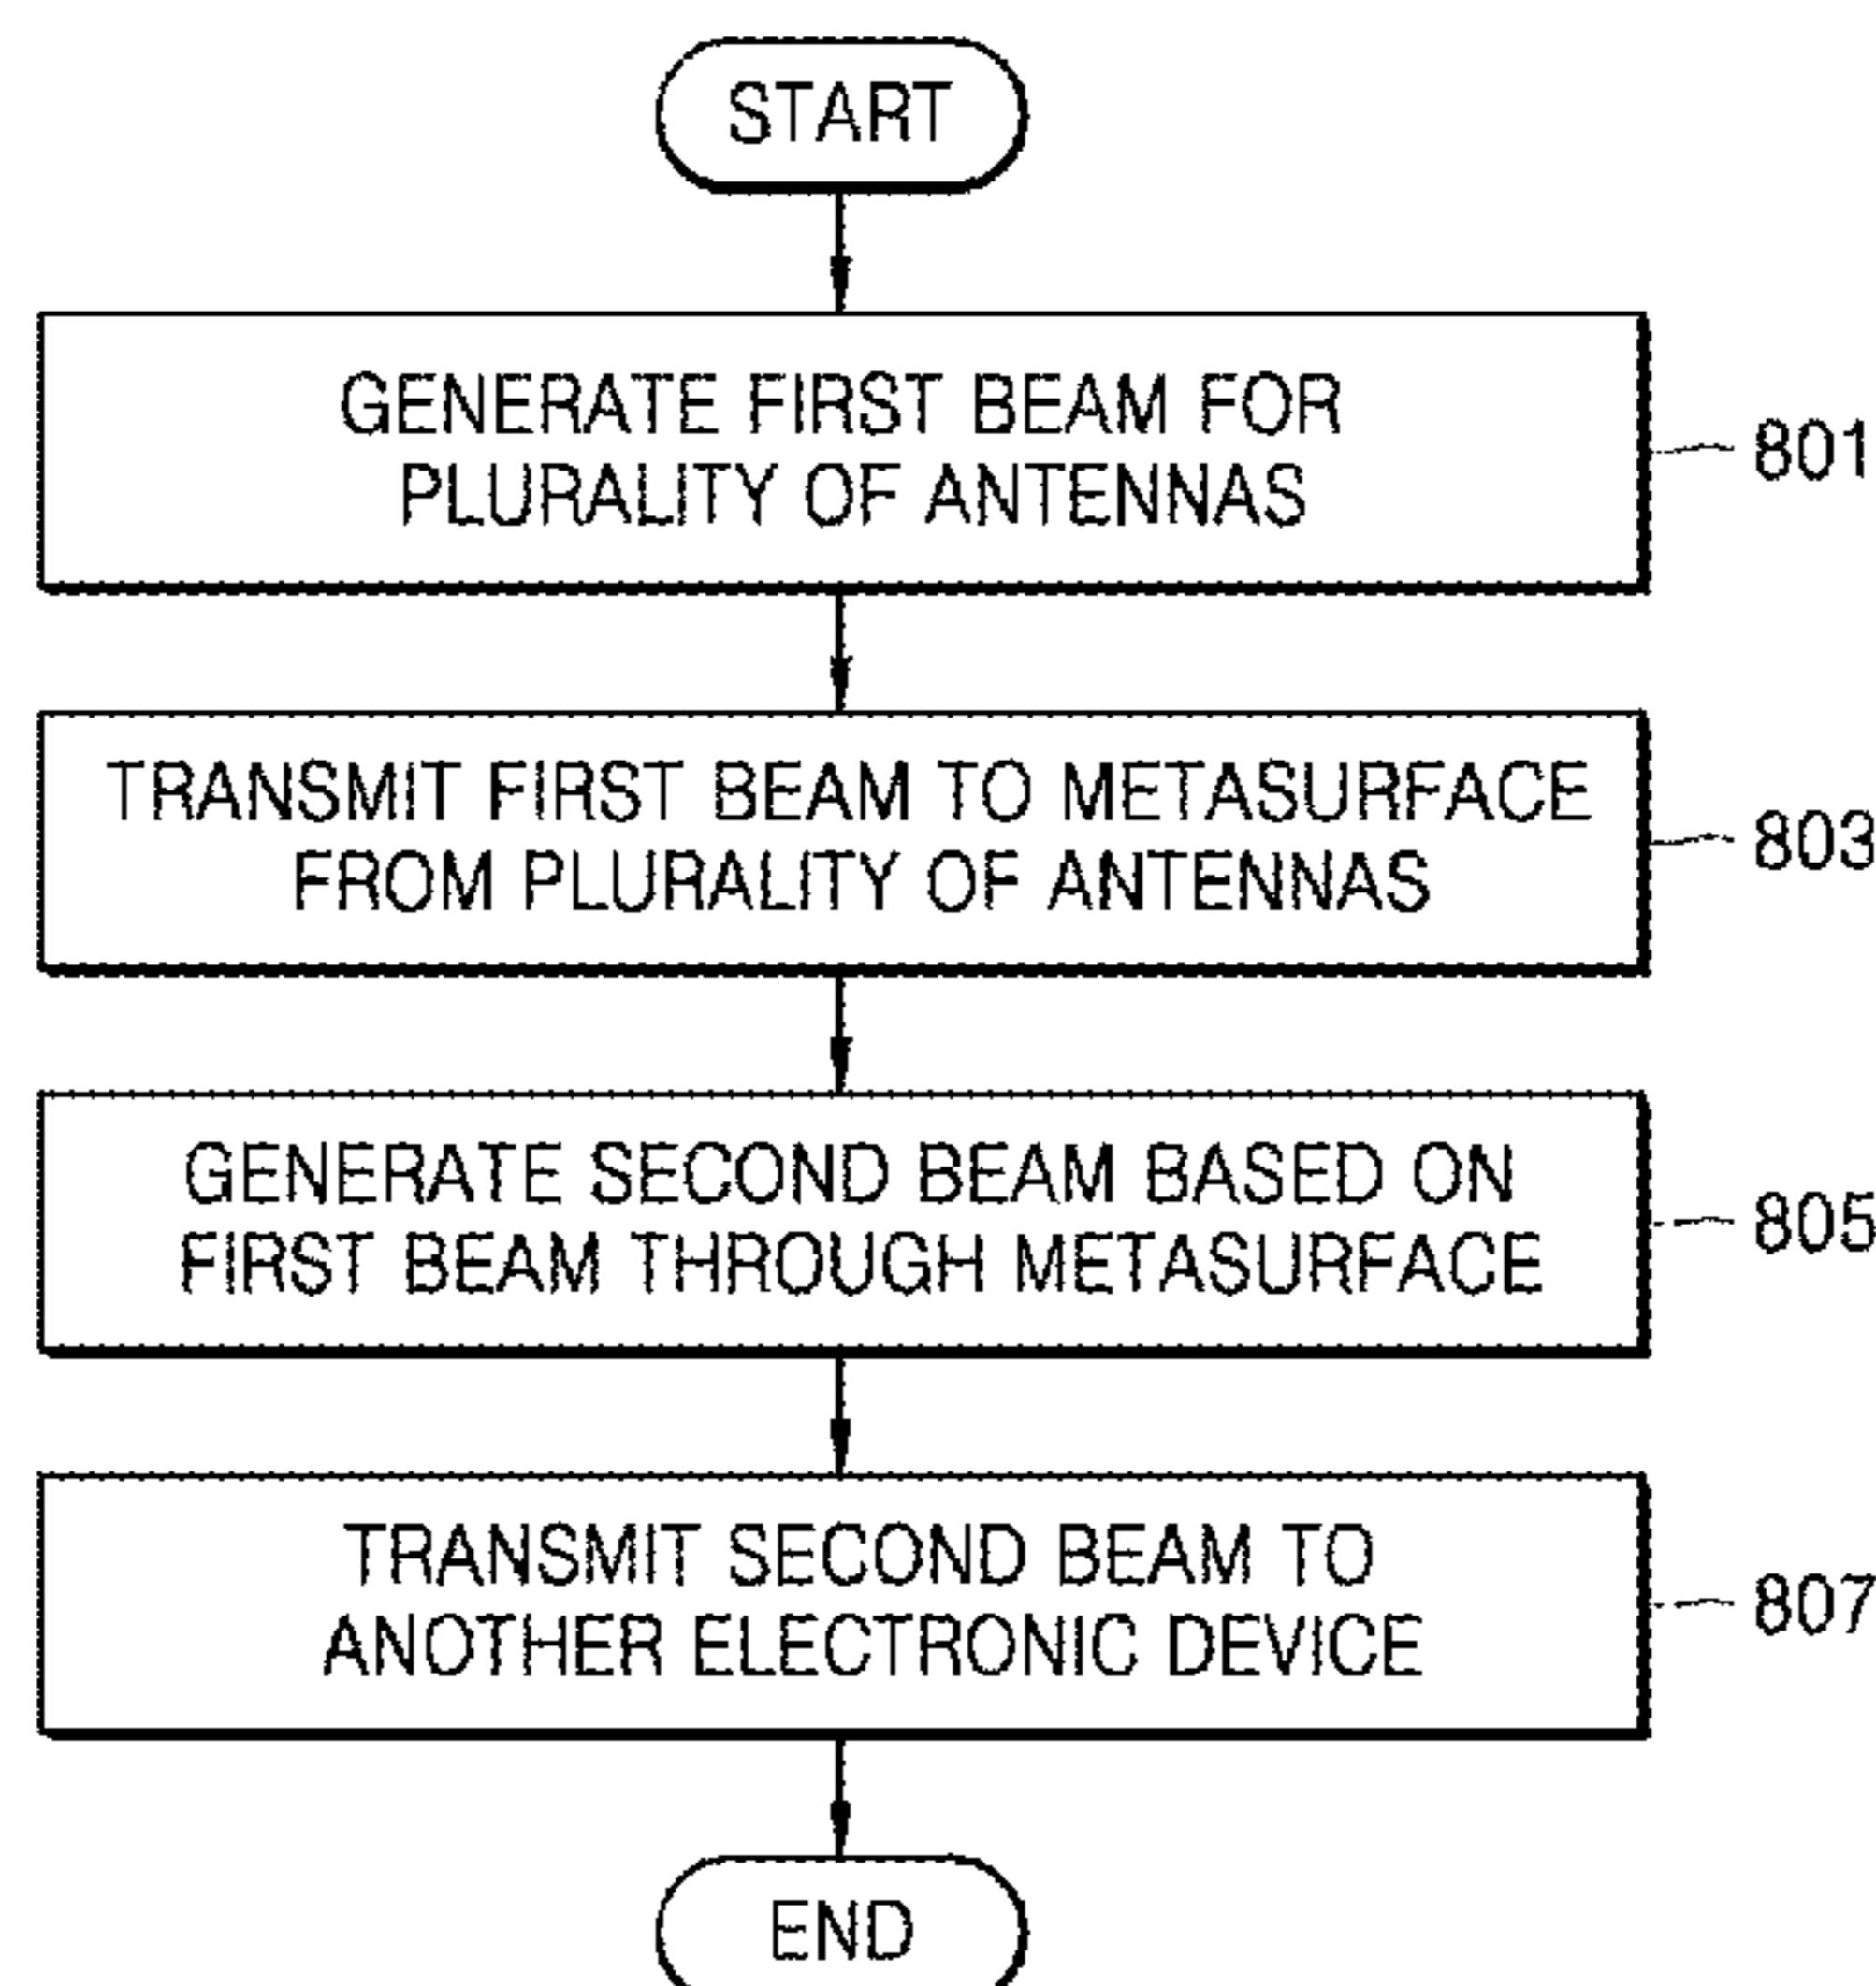 START
GENERATE FIRST BEAM FOR
PLURALITY OF ANTENNAS
801
TRANSMIT FIRST BEAM TO METASURFACE
FROM PLURALITY OF ANTENNAS
803
GENERATE SECOND BEAM BASED ON
FIRST BEAM THROUGH METASURFACE
805
TRANSMIT SECOND BEAM TO
ANOTHER ELECTRONIC DEVICE
807
END